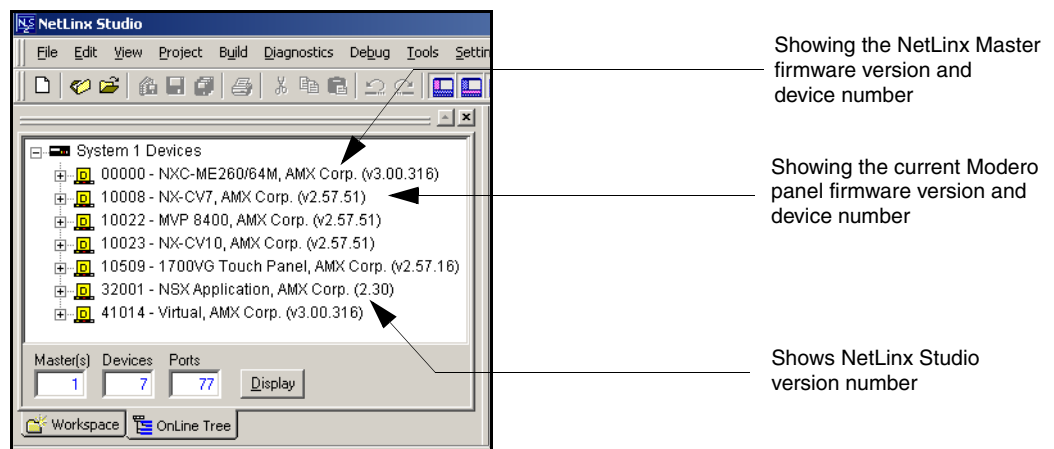 NetLinx Studio
File Edit View Project Build Diagnostics Debug Tools Settin
System 1 Devices
00000 - NXC-ME260/64M, AMX Corp. (v3.00.316)
10008 - NX-CV7, AMX Corp. (v2.57.51)
10022 - MVP 8400, AMX Corp. (v2.57.51)
10023 - NX-CV10, AMX Corp. (v2.57.51)
10509 - 1700VG Touch Panel, AMX Corp. (v2.57.16)
32001 - NSX Application, AMX Corp. (2.30)
41014 - Virtual, AMX Corp. (v3.00.316)
Master(s) Devices Ports
1 7 77 Display
Workspace OnLine Tree
Showing the NetLinx Master
firmware version and
device number
Showing the current Modero
panel firmware version and
device number
Shows NetLinx Studio
version number